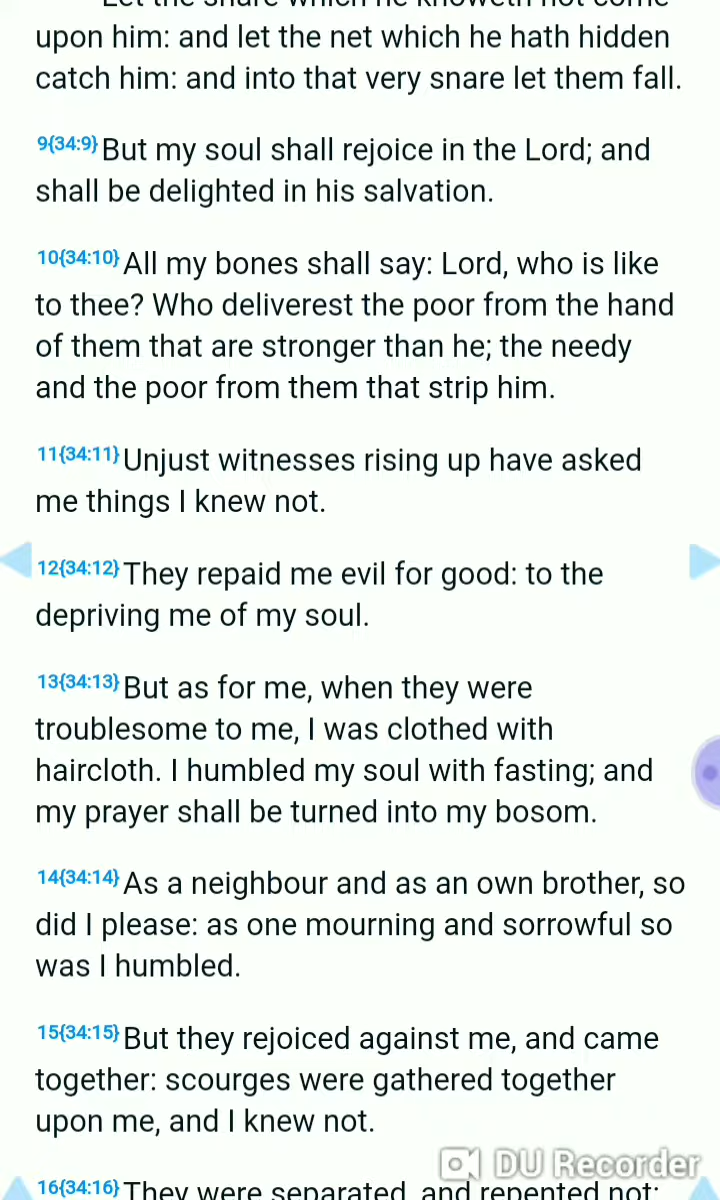 Let the snare which he knoweth not come
upon him: and let the net which he hath hidden
catch him: and into that very snare let them fall.
9{34:9} But my soul shall rejoice in the Lord; and
shall be delighted in his salvation.
10{34:10} All my bones shall say: Lord, who is like
to thee? Who deliverest the poor from the hand
of them that are stronger than he; the needy
and the poor from them that strip him.
11{34:11} Unjust witnesses rising up have asked
me things I knew not.
12{34:12} They repaid me evil for good: to the
depriving me of my soul.
13{34:13} But as for me, when they were
troublesome to me, I was clothed with
haircloth. I humbled my soul with fasting; and
my prayer shall be turned into my bosom.
14{34:14} As a neighbour and as an own brother, so
did I please: as one mourning and sorrowful so
was I humbled.
15{34:15} But they rejoiced against me, and came
together: scourges were gathered together
upon me, and I knew not.
DU Recorder
16{34:16} They were separated, and repented not: